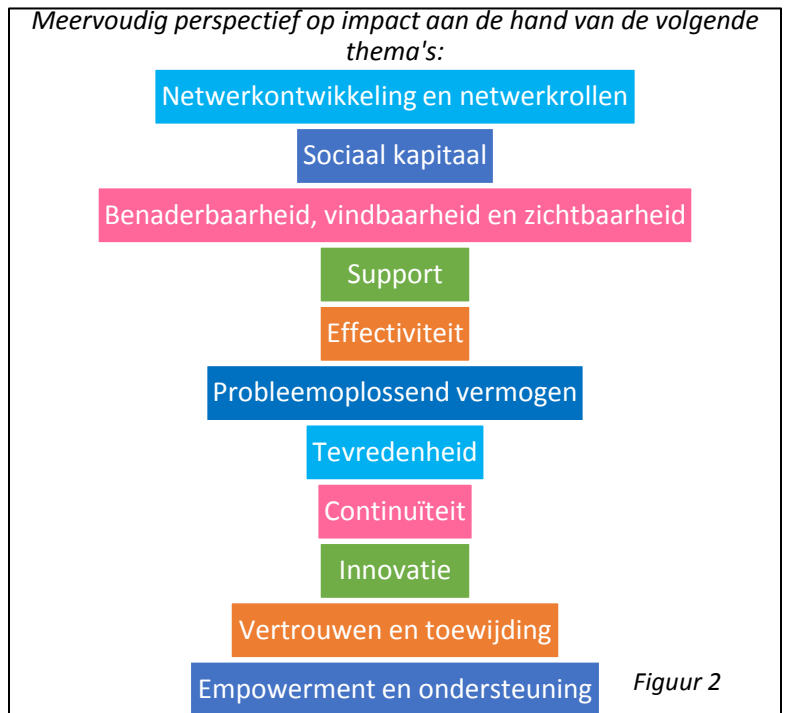 Meervoudig perspectief op impact aan de hand van de volgende
thema's:
Netwerkontwikkeling en netwerkrollen
Sociaal kapitaal
Benaderbaarheid, vindbaarheid en zichtbaarheid
Support
Effectiviteit
Probleemoplossend vermogen
Tevredenheid
Continuïteit
Innovatie
Vertrouwen en toewijding
Empowerment en ondersteuning
Figuur 2